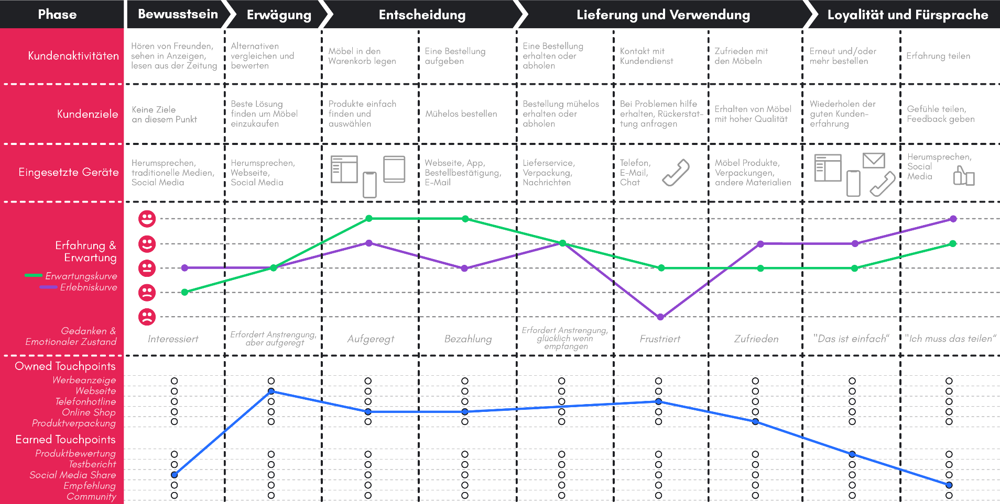 Phase
Bewusstsein
Erwägung
Entscheidung
Lieferung und Verwendung
Loyalität und Fürsprache
Kundenaktivitäten
Hören von Freunden,
sehen in Anzeigen,
lesen aus der Zeitung
Alternativen
vergleichen und
bewerten
Möbel in den
Warenkorb legen
Eine Bestellung
aufgeben
Eine Bestellung
erhalten oder
abholen
Kontakt mit
Kundendienst
Zufrieden mit
den Möbeln
Erneut und/oder
mehr bestellen
Erfahrung teilen
Kundenziele
Keine Ziele
an diesem Punkt
Beste Lösung
finden um Möbel
einzukaufen
Produkte einfach
finden und
auswählen
Mühelos bestellen
Bestellung mühelos
erhalten oder
abholen
Bei Problemen hilfe
erhalten, Rückerstat-
tung anfragen
Erhalten von Möbel
mit hoher Qualität
Wiederholen der
guten Kunden-
erfahrung
Gefühle teilen,
Feedback geben
Eingesetzte Geräte
Herumsprechen,
traditionelle Medien,
Social Media
Herumsprechen,
Webseite,
Social Media
Webseite, App,
Bestellbestätigung,
E-Mail
Lieferservice,
Verpackung,
Nachrichten
Telefon,
E-Mail,
Chat
Möbel Produkte,
Verpackungen,
andere Materialien
Herumsprechen,
Social
Media
Erfahrung &
Erwartung
Erwartungskurve
Erlebniskurve
Gedanken &
Emotionaler Zustand
Interessiert
Erfordert Anstrengung,
aber aufgeregt
Aufgeregt
Bezahlung
Erfordert Anstrengung,
glücklich wenn
empfangen
Frustriert
Zufrieden
"Das ist einfach“
"Ich muss das teilen“
Owned Touchpoints
Werbeanzeige
Webseite
Telefonhotline
Online Shop
Produktverpackung
Earned Touchpoints
Produktbewertung
Testbericht
Social Media Share
Empfehlung
Community